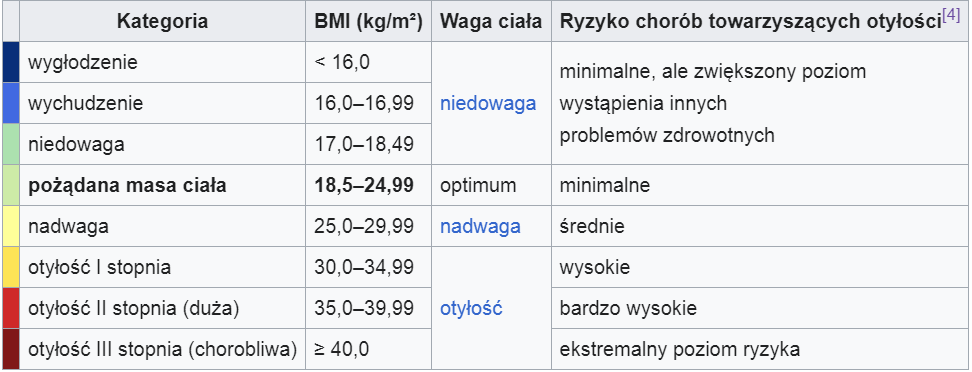 Kategoria BMI (kg/m²) Waga ciała Ryzyko chorób towarzyszących otyłości[4]
wygłodzenie < 16,0
wychudzenie 16,0–16,99
niedowaga 17,0–18,49
niedowaga
minimalne, ale zwiększony poziom
wystąpienia innych
problemów zdrowotnych
pożądana masa ciała 18,5–24,99 optimum minimalne
nadwaga 25,0–29,99 nadwaga średnie
otyłość I stopnia 30,0–34,99 wysokie
otyłość II stopnia (duża) 35,0–39,99 otyłość bardzo wysokie
otyłość III stopnia (chorobliwa) ≥ 40,0 ekstremalny poziom ryzyka